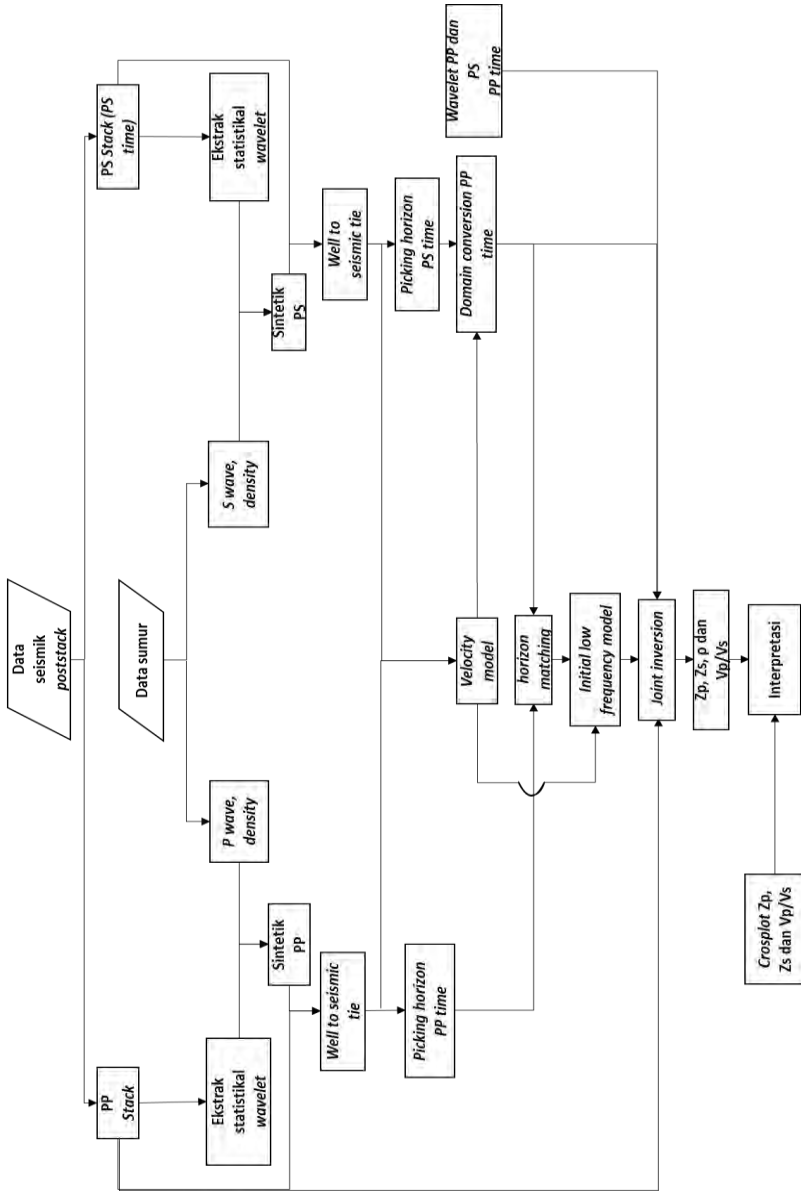 Data
seismik
poststack
PP
Stack
PS Stack (PS
time)
Data sumur
Ekstrak
statistikal
wavelet
P wave,
density
S wave,
density
Ekstrak
statistikal
wavelet
Sintetik
PP
Sintetik
PS
Well to seismic
tie
Well to
seismic tie
Picking horizon
PP time
Picking horizon
PS time
Velocity
model
Domain conversion PP
time
Wavelet PP dan
PS
PP time
horizon
matching
Initial low
frequency model
Joint inversion
Zp, Zs, ρ dan
Vp/Vs
Crosplot Zp,
Zs dan Vp/Vs
Interpretasi